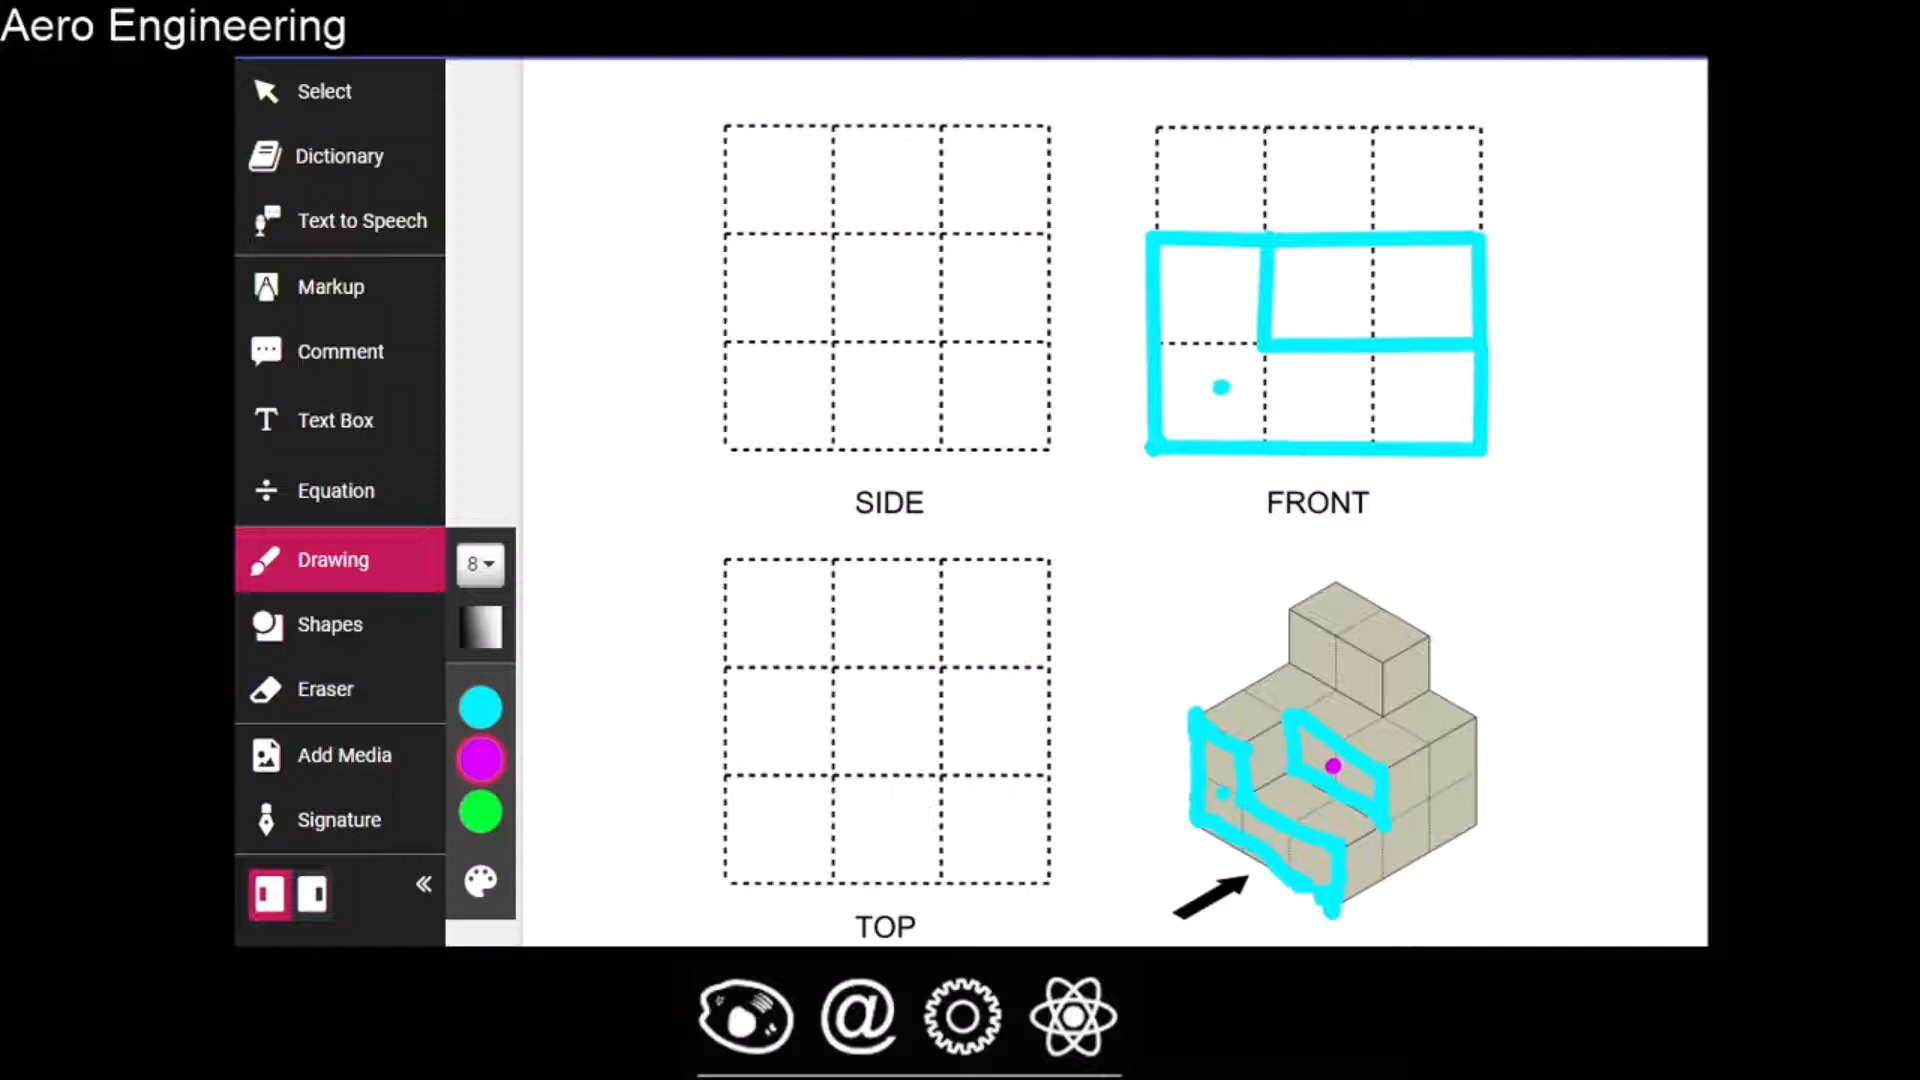 Aero Engineering
Select
Dictionary
Text to Speech
Markup
Comment
Text Box
Equation
Drawing
8
Shapes
Eraser
Add Media
Signature
SIDE
FRONT
TOP